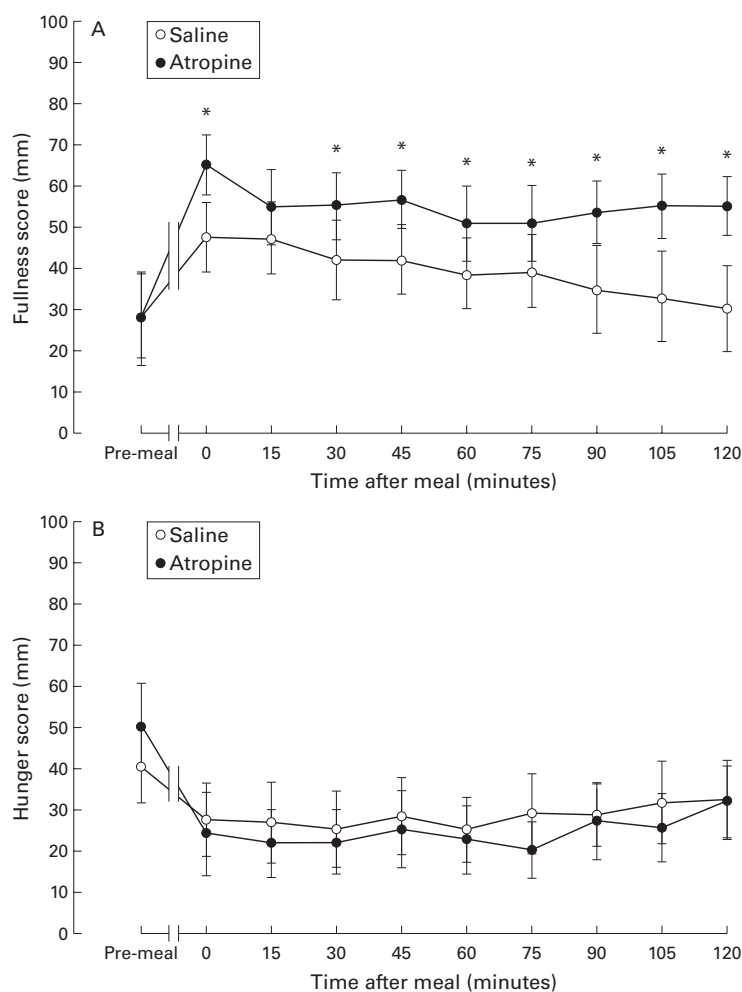 A
Saline
Atropine
100
90
80
70
60
50
40
30
20
10
0
Fullness score (mm)
* * * * * * * *
Pre-meal 0 15 30 45 60 75 90 105 120
Time after meal (minutes)
B
Saline
Atropine
100
90
80
70
60
50
40
30
20
10
0
Hunger score (mm)
Pre-meal 0 15 30 45 60 75 90 105 120
Time after meal (minutes)